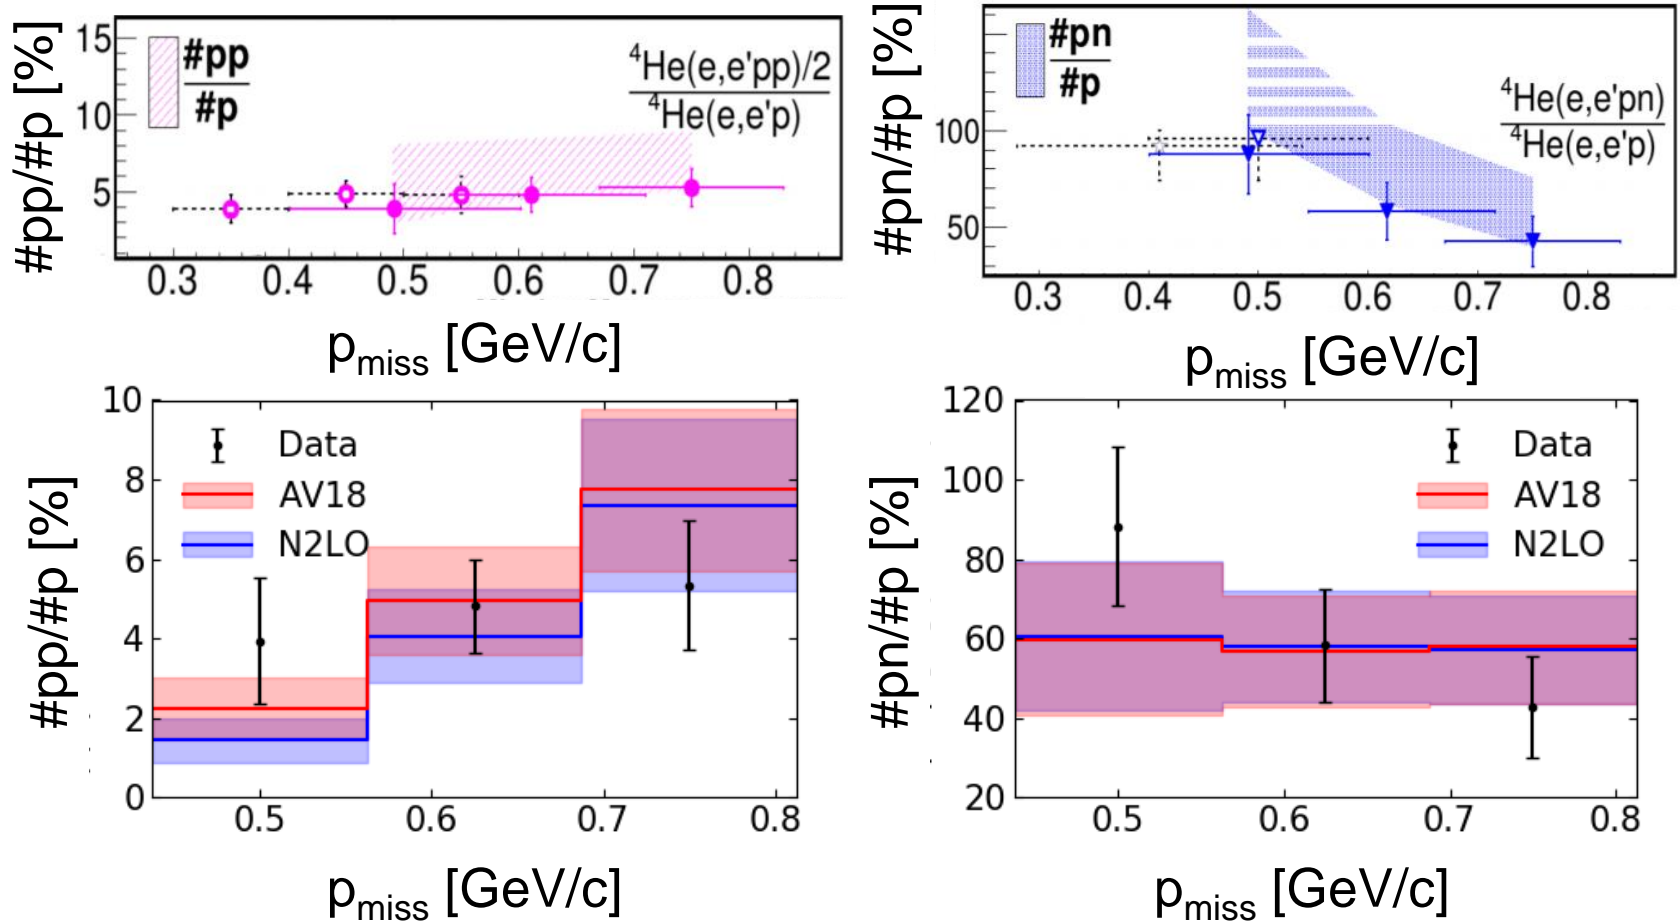 #pp/#p [%]
15
10
5
#pp
#p
⁴He(e,e'pp)/2
⁴He(e,e'p)
0.3 0.4 0.5 0.6 0.7 0.8
pmiss [GeV/c]
#pn/#p [%]
100
50
#pn
#p
⁴He(e,e'pn)
⁴He(e,e'p)
0.3 0.4 0.5 0.6 0.7 0.8
pmiss [GeV/c]
#pp/#p [%]
10
8
6
4
2
0
Data
AV18
N2LO
0.5 0.6 0.7 0.8
pmiss [GeV/c]
#pn/#p [%]
120
100
80
60
40
20
Data
AV18
N2LO
0.5 0.6 0.7 0.8
pmiss [GeV/c]